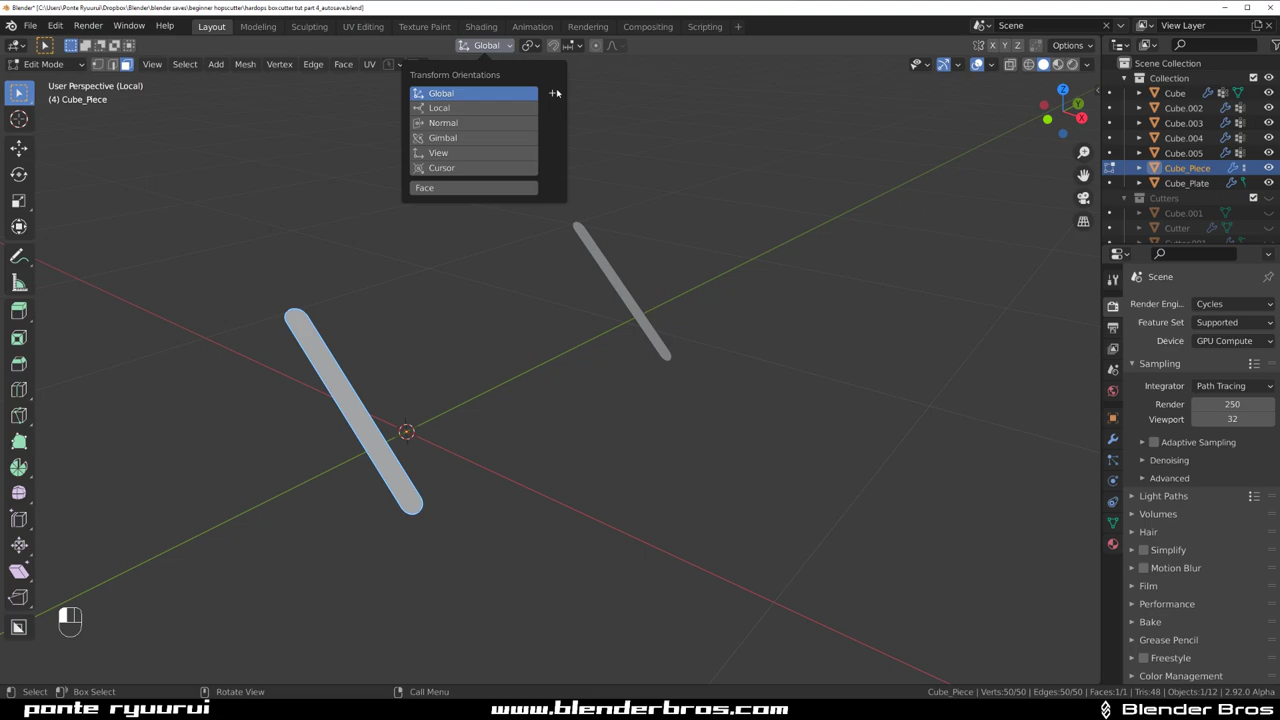 Blender* [C:\Users\Ponte Ryuurui\Dropbox\Blender\blender saves\beginner hopscutter\hardops boxcutter tut part 4_autosave.blend]
File Edit Render Window Help Layout Modeling Sculpting UV Editing Texture Paint Shading Animation Rendering Compositing Scripting Scene View Layer
Global X Y Z Options
Edit Mode View Select Add Mesh Vertex Edge Face UV
User Perspective (Local)
(4) Cube_Piece
Transform Orientations
Global
Local
Normal
Gimbal
View
Cursor
Face
Z
Y
X
Scene Collection
Collection
Cube
Cube.002
Cube.003
Cube.004
Cube.005
Cube_Piece
Cube_Plate
Cutters
Cube.001
Cutter
Scene
Render Engi... Cycles
Feature Set Supported
Device GPU Compute
Sampling
Integrator Path Tracing
Render 250
Viewport 32
Adaptive Sampling
Denoising
Advanced
Light Paths
Volumes
Hair
Simplify
Motion Blur
Film
Performance
Bake
Grease Pencil
Freestyle
Color Management
Select Box Select Rotate View Call Menu Cube_Piece | Verts:50/50 | Edges:50/50 | Faces:1/1 | Tris:48 | Objects:1/12 | 2.92.0 Alpha
ponte ryuurui www.blenderbros.com Blender Bros